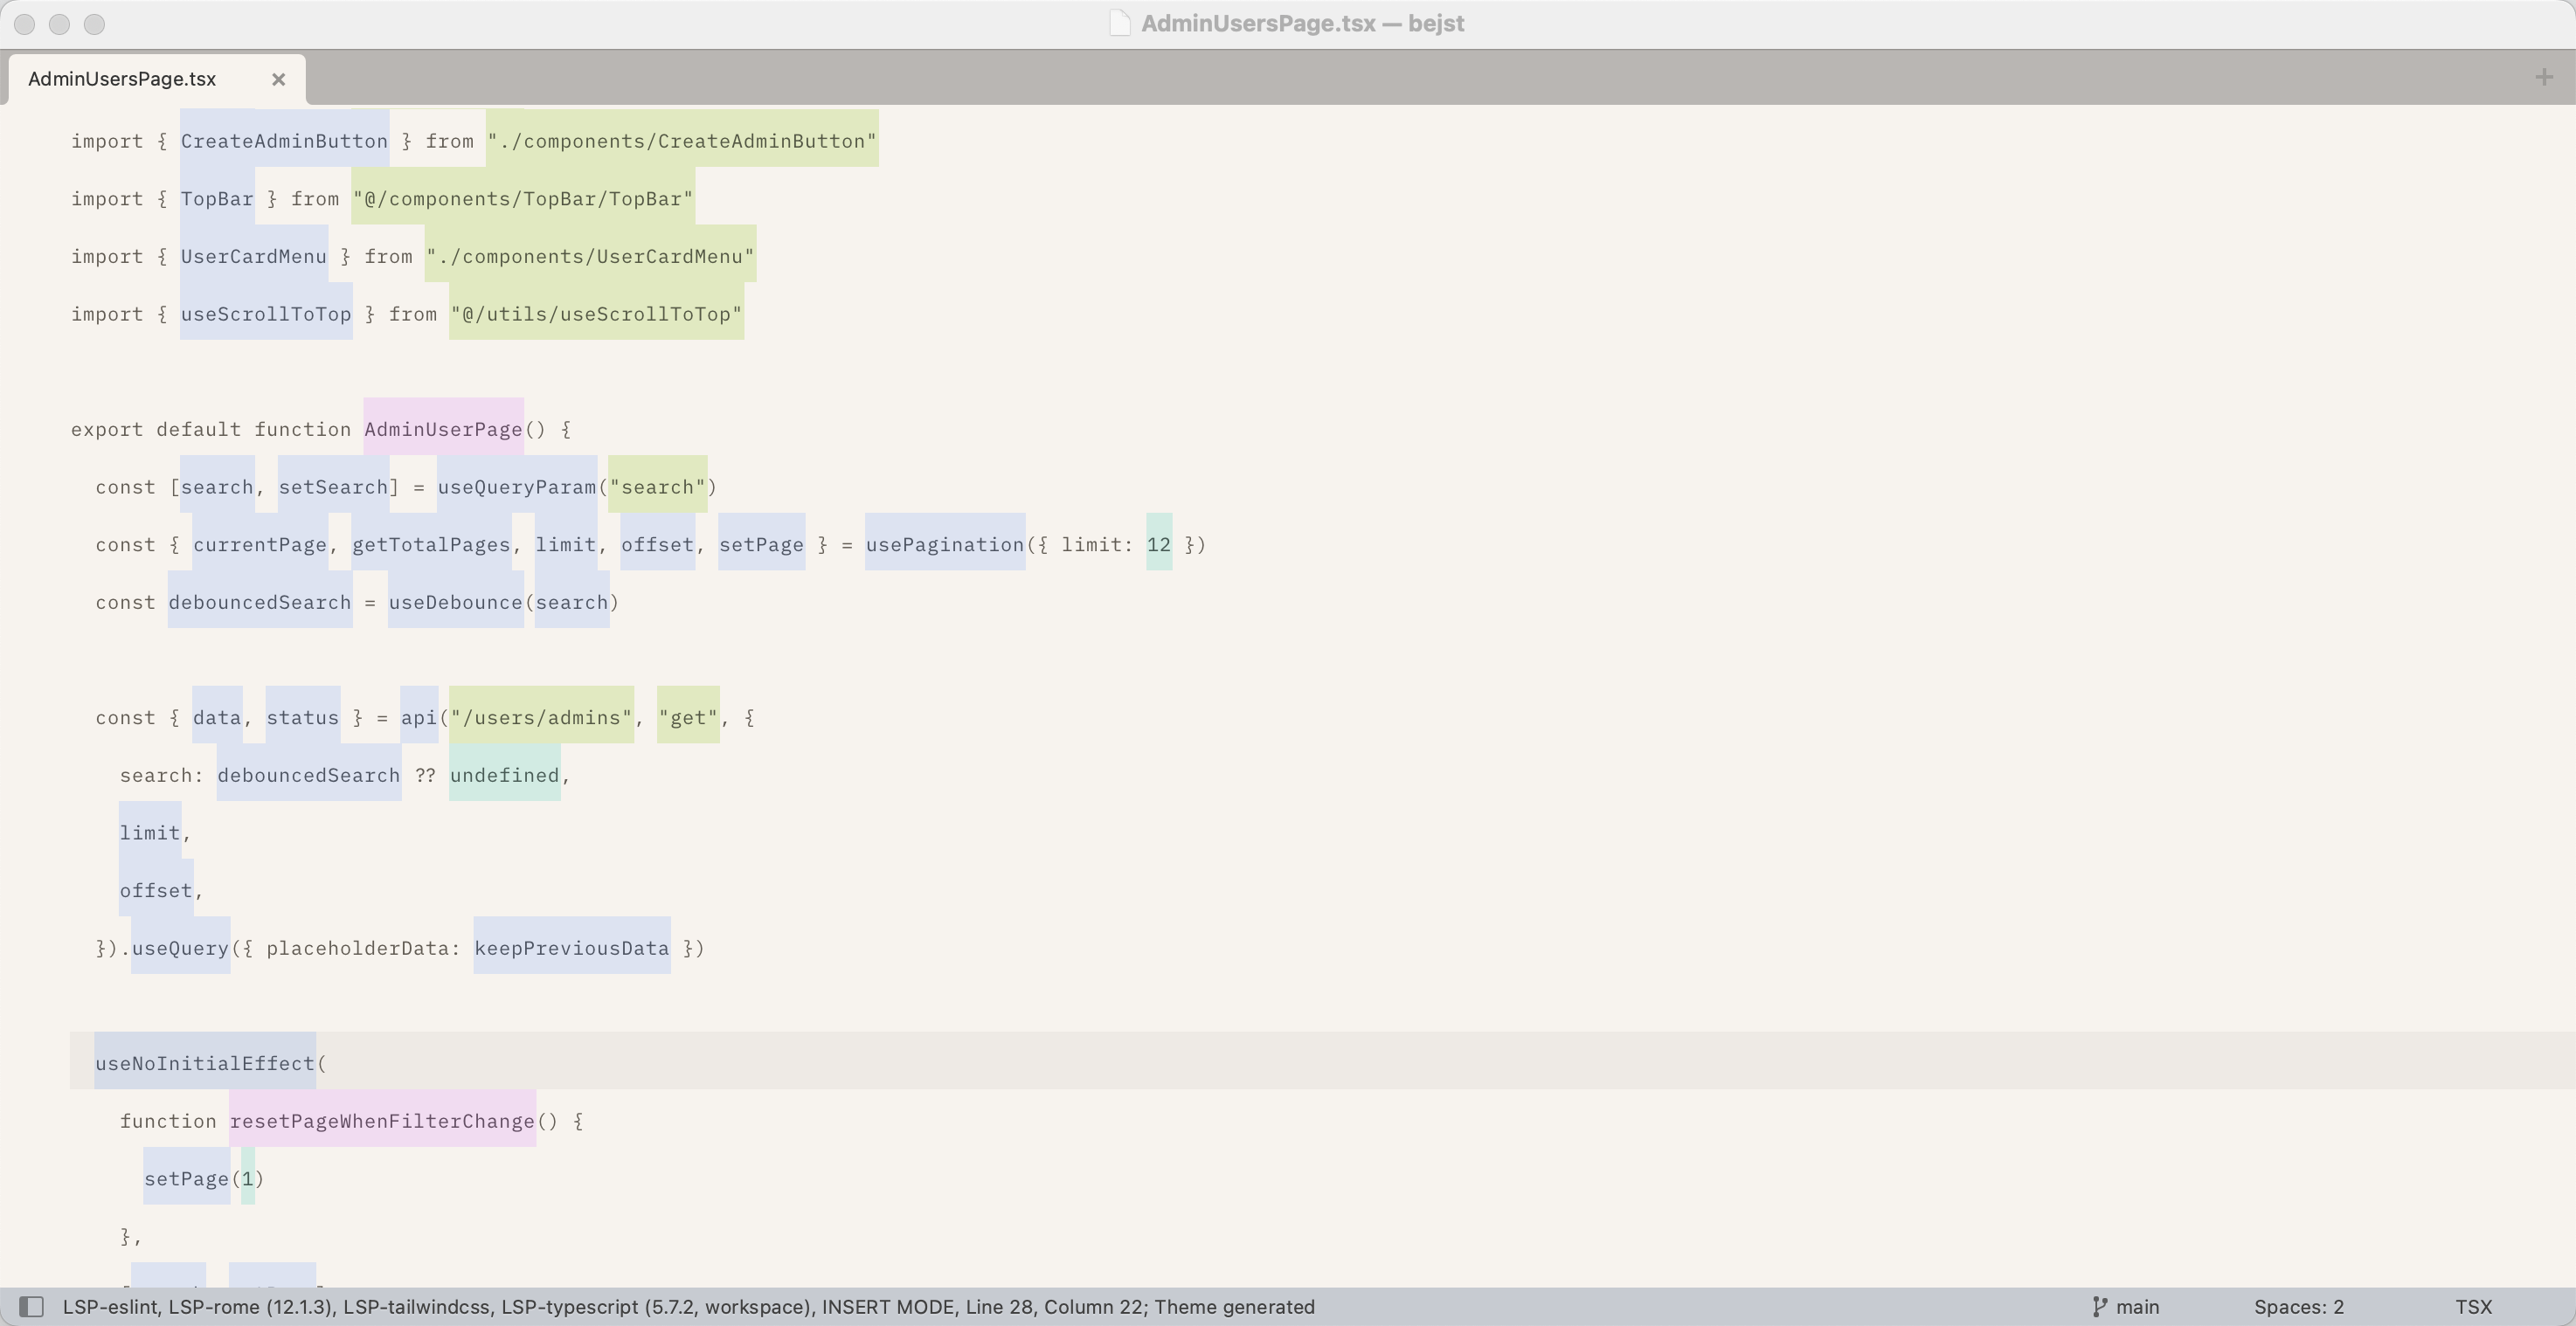 AdminUsersPage.tsx — bejst
AdminUsersPage.tsx
import { CreateAdminButton } from "./components/CreateAdminButton"
import { TopBar } from "@/components/TopBar/TopBar"
import { UserCardMenu } from "./components/UserCardMenu"
import { useScrollToTop } from "@/utils/useScrollToTop"
export default function AdminUserPage() {
const [search, setSearch] = useQueryParam("search")
const { currentPage, getTotalPages, limit, offset, setPage } = usePagination({ limit: 12 })
const debouncedSearch = useDebounce(search)
const { data, status } = api("/users/admins", "get", {
search: debouncedSearch ?? undefined,
limit,
offset,
}).useQuery({ placeholderData: keepPreviousData })
useNoInitialEffect(
function resetPageWhenFilterChange() {
setPage(1)
},
LSP-eslint, LSP-rome (12.1.3), LSP-tailwindcss, LSP-typescript (5.7.2, workspace), INSERT MODE, Line 28, Column 22; Theme generated
main
Spaces: 2
TSX